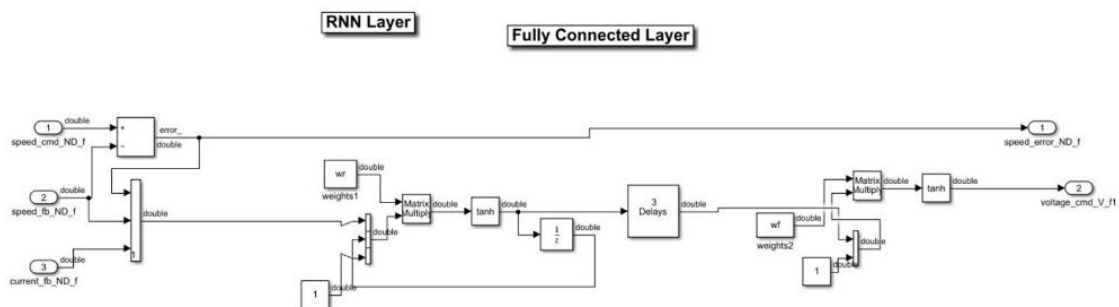 RNN Layer
Fully Connected Layer
1
double
speed_cmd_ND_f
+
−
error_
double
1
speed_error_ND_f
2
double
speed_fb_ND_f
double
3
double
current_fb_ND_f
wr
double
weights1
Matrix
Multiply
double
tanh
double
double
1
double
1
z
double
3
Delays
double
wf
double
weights2
Matrix
Multiply
double
tanh
double
2
voltage_cmd_V_f1
double
1
double